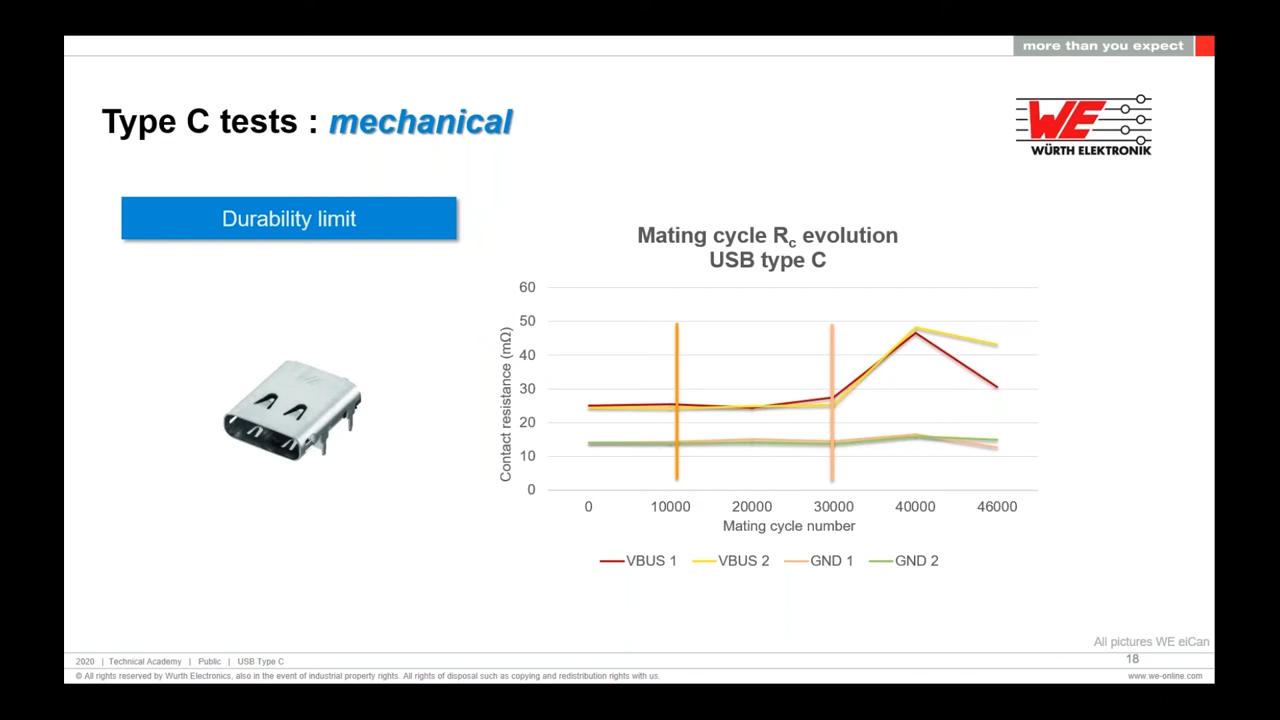 more than you expect
Type C tests : mechanical
WE
WÜRTH ELEKTRONIK
Durability limit
Mating cycle Rc evolution
USB type C
60
50
40
30
20
10
0
Contact resistance (mΩ)
0 10000 20000 30000 40000 46000
Mating cycle number
VBUS 1 VBUS 2 GND 1 GND 2
All pictures WE eiCan
2020 | Technical Academy | Public | USB Type C
18
© All rights reserved by Wurth Electronics, also in the event of industrial property rights. All rights of disposal such as copying and redistribution rights with us.
www.we-online.com